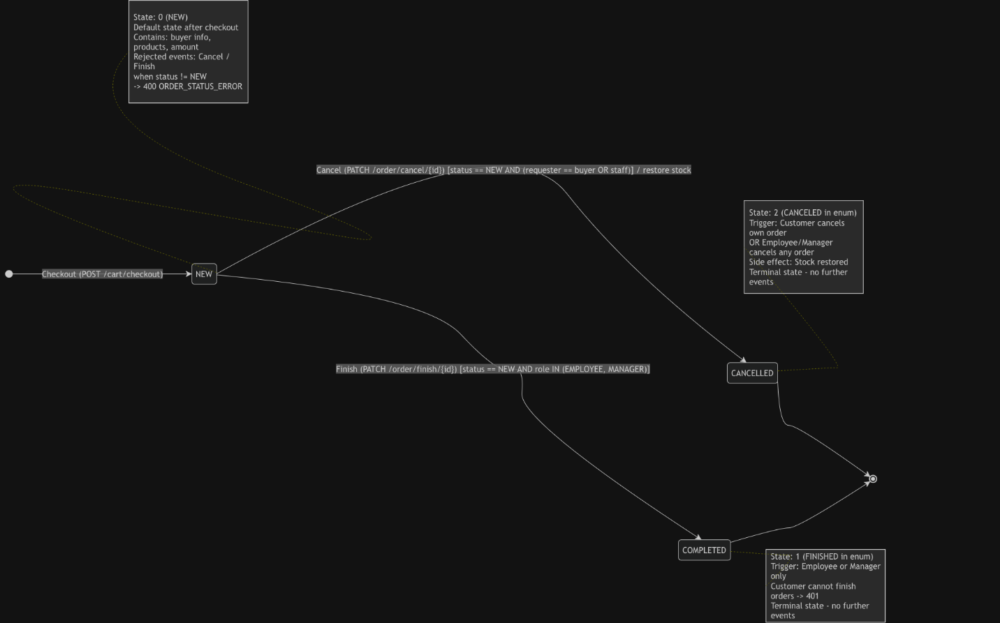 State: 0 (NEW)
Default state after checkout
Contains: buyer info,
products, amount
Rejected events: Cancel /
Finish
when status != NEW
-> 400 ORDER_STATUS_ERROR
Cancel (PATCH /order/cancel/{id}) [status == NEW AND (requester == buyer OR staff)] / restore stock
State: 2 (CANCELED in enum)
Trigger: Customer cancels
own order
OR Employee/Manager
cancels any order
Side effect: Stock restored
Terminal state - no further
events
Checkout (POST /cart/checkout)
NEW
Finish (PATCH /order/finish/{id}) [status == NEW AND role IN (EMPLOYEE, MANAGER)]
CANCELLED
COMPLETED
State: 1 (FINISHED in enum)
Trigger: Employee or Manager
only
Customer cannot finish
orders -> 401
Terminal state - no further
events